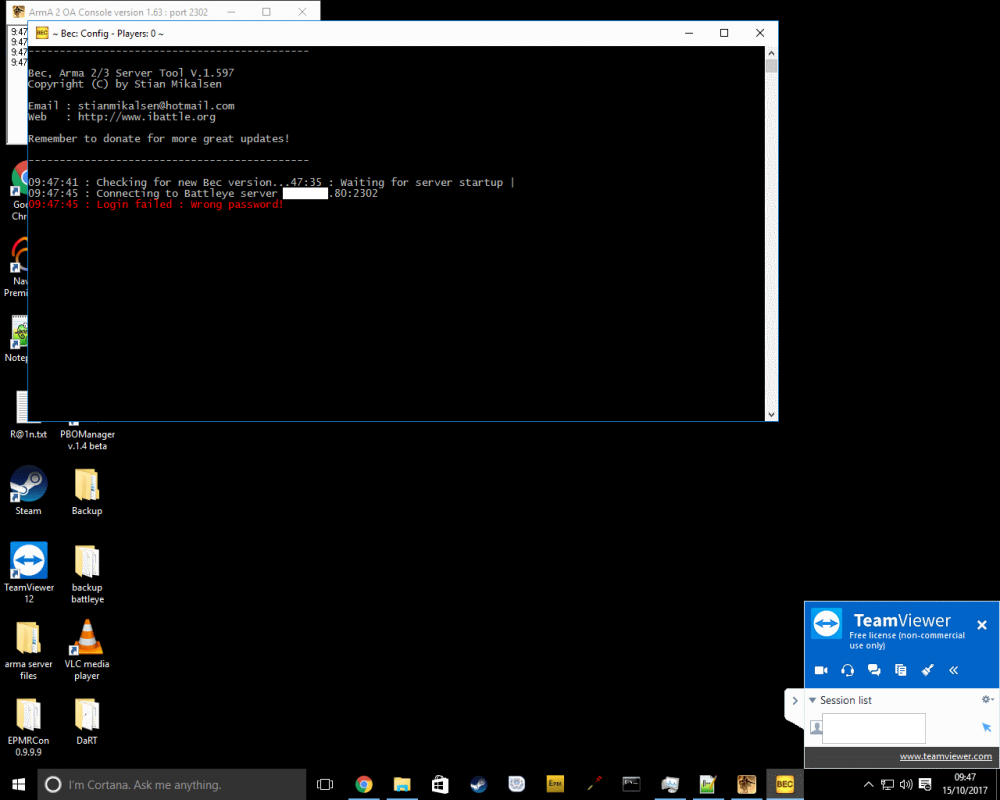 ArmA 2 OA Console version 1.63 : port 2302
9:47
9:47
9:47
9:47
BEC ~ Bec: Config - Players: 0 ~
---------------------------------------------
Bec, Arma 2/3 Server Tool V.1.597
Copyright (C) by Stian Mikalsen
Email : stianmikalsen@hotmail.com
Web   : http://www.ibattle.org
Remember to donate for more great updates!
---------------------------------------------
09:47:41 : Checking for new Bec version...47:35 : Waiting for server startup |
09:47:45 : Connecting to Battleye server .80:2302
09:47:45 : Login failed : Wrong password!
Goo
Chr
Nav
Premi
Notep
R@1n.txt
PBOManager
v.1.4 beta
Steam
Backup
TeamViewer
12
backup
battleye
arma server
files
VLC media
player
EPMRCon
0.9.9.9
DaRT
TeamViewer
Free license (non-commercial
use only)
Session list
www.teamviewer.com
I'm Cortana. Ask me anything.
BEC
09:47
15/10/2017